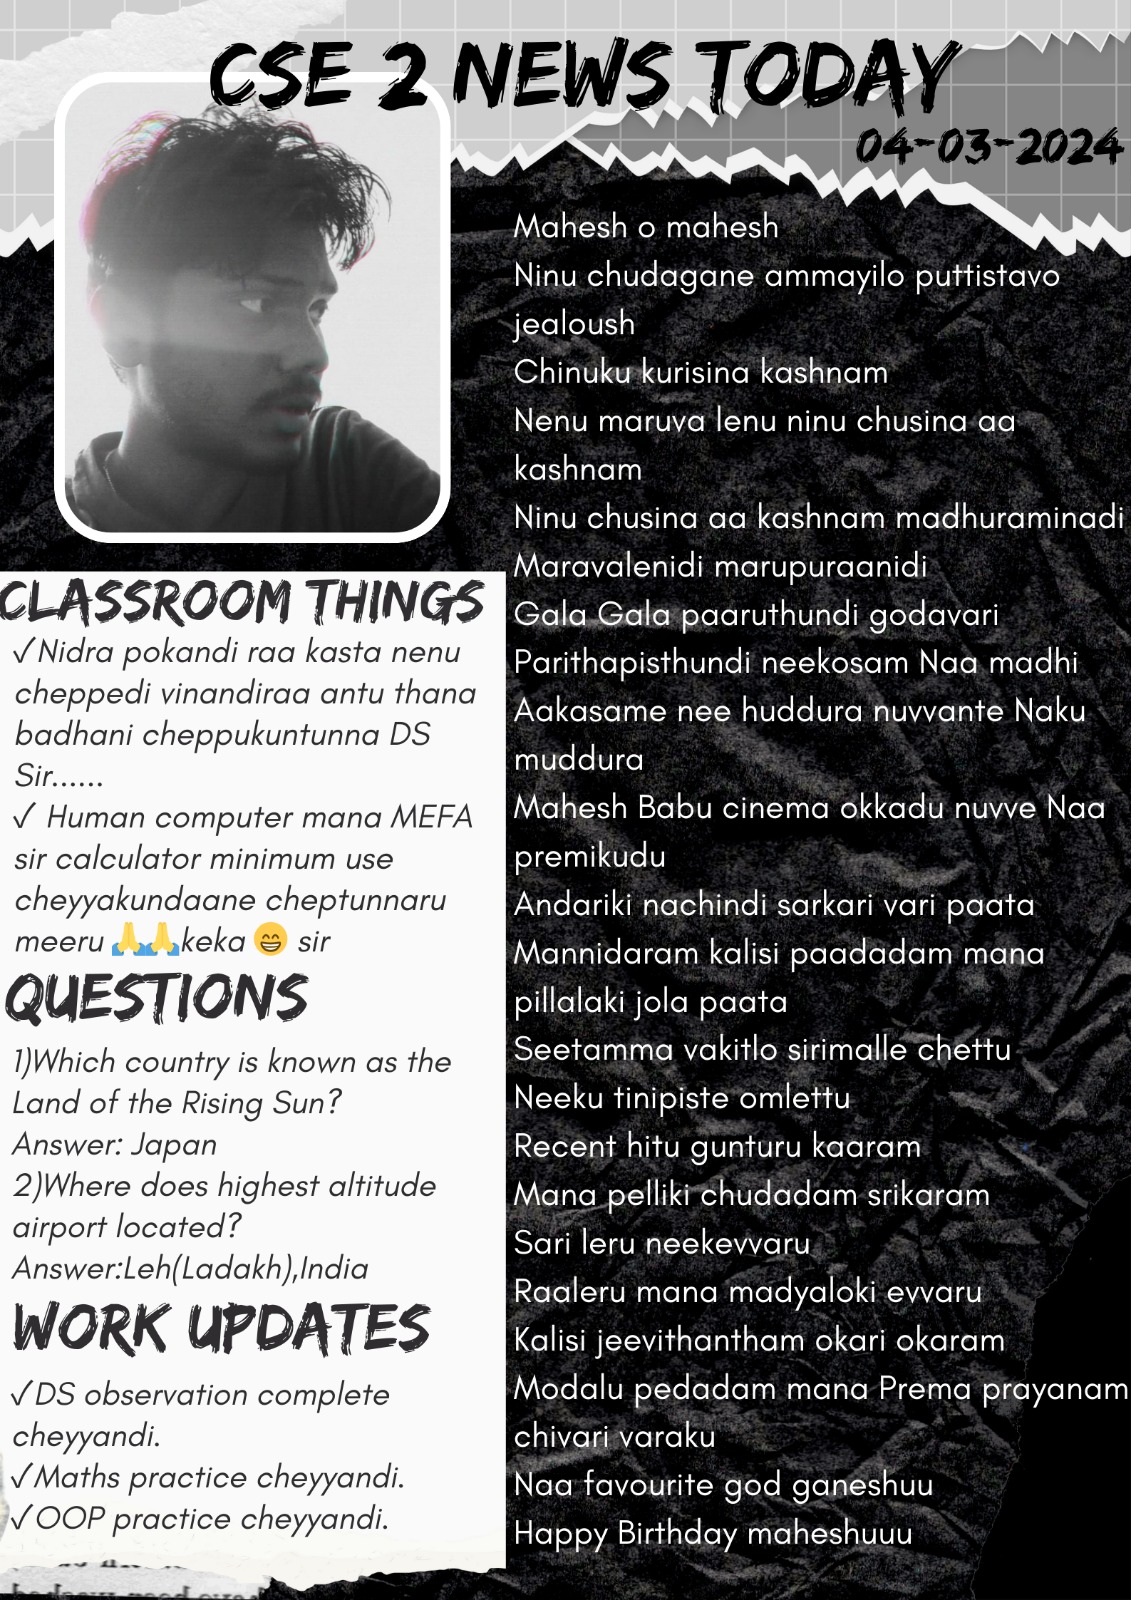 CSE 2 NEWS TODAY
04-03-2024
Mahesh o mahesh
Ninu chudagane ammayilo puttistavo
jealoush
Chinuku kurisina kashnam
Nenu maruva lenu ninu chusina aa
kashnam
Ninu chusina aa kashnam madhuraminadi
Maravalenidi marupuraanidi
Gala Gala paaruthundi godavari
Parithapisthundi neekosam Naa madhi
Aakasame nee huddura nuvvante Naku
muddura
Mahesh Babu cinema okkadu nuvve Naa
premikudu
Andariki nachindi sarkari vari paata
Mannidaram kalisi paadadam mana
pillalaki jola paata
Seetamma vakitlo sirimalle chettu
Neeku tinipiste omlettu
Recent hitu gunturu kaaram
Mana pelliki chudadam srikaram
Sari leru neekevvaru
Raaleru mana madyaloki evvaru
Kalisi jeevithantham okari okaram
Modalu pedadam mana Prema prayanam
chivari varaku
Naa favourite god ganeshuu
Happy Birthday maheshuuu
CLASSROOM THINGS
✓Nidra pokandi raa kasta nenu
cheppedi vinandiraa antu thana
badhani cheppukuntunna DS
Sir......
✓ Human computer mana MEFA
sir calculator minimum use
cheyyakundaane cheptunnaru
meeru 🙏🙏keka 😁 sir
QUESTIONS
1)Which country is known as the
Land of the Rising Sun?
Answer: Japan
2)Where does highest altitude
airport located?
Answer:Leh(Ladakh),India
WORK UPDATES
✓DS observation complete
cheyyandi.
✓Maths practice cheyyandi.
✓OOP practice cheyyandi.